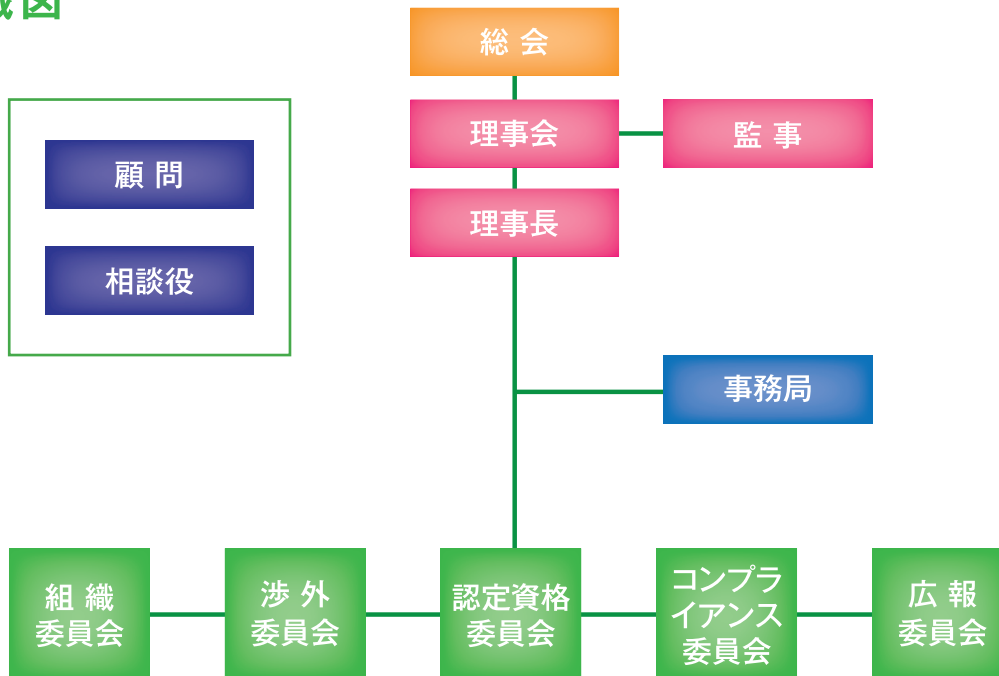 図
総会
理事会
監事
理事長
顧問
相談役
事務局
組織
委員会
渉外
委員会
認定資格
委員会
コンプラ
イアンス
委員会
広報
委員会